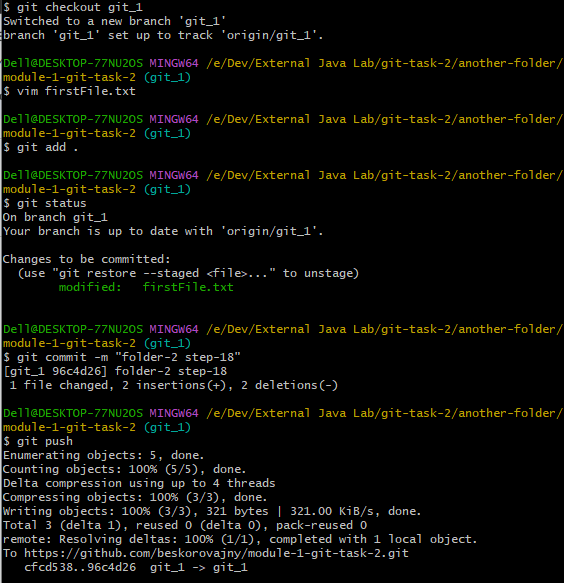 $ git checkout git_1
Switched to a new branch 'git_1'
branch 'git_1' set up to track 'origin/git_1'.

Dell@DESKTOP-77NU2OS MINGW64 /e/Dev/External Java Lab/git-task-2/another-folder/
module-1-git-task-2 (git_1)
$ vim firstFile.txt

Dell@DESKTOP-77NU2OS MINGW64 /e/Dev/External Java Lab/git-task-2/another-folder/
module-1-git-task-2 (git_1)
$ git add .

Dell@DESKTOP-77NU2OS MINGW64 /e/Dev/External Java Lab/git-task-2/another-folder/
module-1-git-task-2 (git_1)
$ git status
On branch git_1
Your branch is up to date with 'origin/git_1'.

Changes to be committed:
  (use "git restore --staged <file>..." to unstage)
        modified:   firstFile.txt


Dell@DESKTOP-77NU2OS MINGW64 /e/Dev/External Java Lab/git-task-2/another-folder/
module-1-git-task-2 (git_1)
$ git commit -m "folder-2 step-18"
[git_1 96c4d26] folder-2 step-18
 1 file changed, 2 insertions(+), 2 deletions(-)

Dell@DESKTOP-77NU2OS MINGW64 /e/Dev/External Java Lab/git-task-2/another-folder/
module-1-git-task-2 (git_1)
$ git push
Enumerating objects: 5, done.
Counting objects: 100% (5/5), done.
Delta compression using up to 4 threads
Compressing objects: 100% (3/3), done.
Writing objects: 100% (3/3), 321 bytes | 321.00 KiB/s, done.
Total 3 (delta 1), reused 0 (delta 0), pack-reused 0
remote: Resolving deltas: 100% (1/1), completed with 1 local object.
To https://github.com/beskorovajny/module-1-git-task-2.git
   cfcd538..96c4d26  git_1 -> git_1